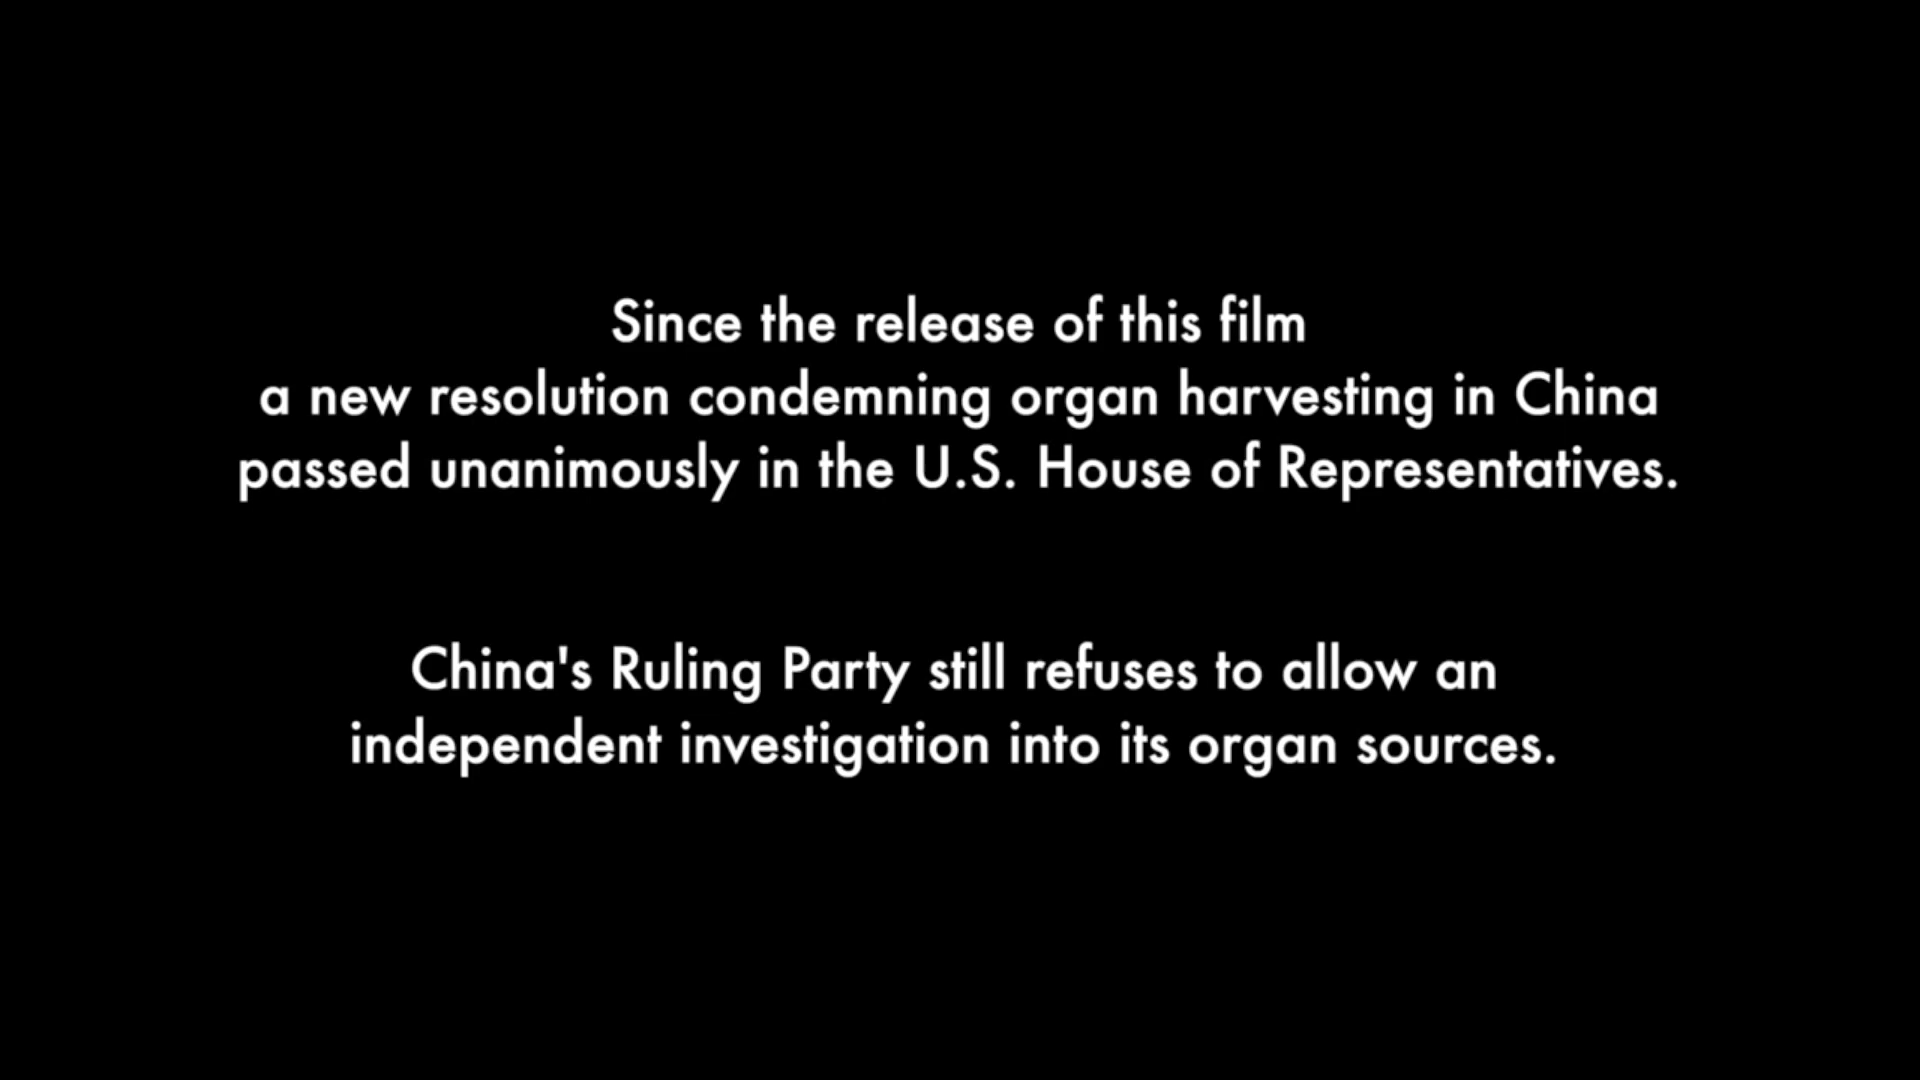 Since the release of this film
a new resolution condemning organ harvesting in China
passed unanimously in the U.S. House of Representatives.
China's Ruling Party still refuses to allow an
independent investigation into its organ sources.